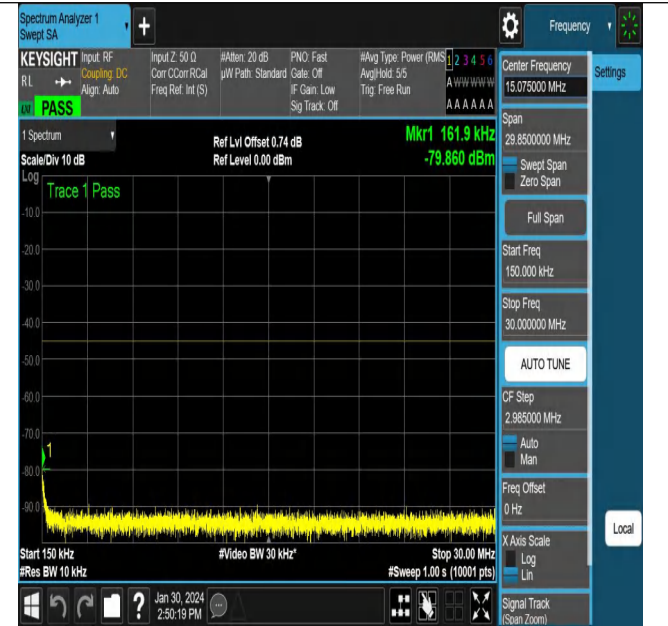 Spectrum Analyzer 1
Swept SA
+
Frequency
KEYSIGHT
RL
PASS
Input: RF
Coupling: DC
Align: Auto
Input Z: 50 Ω
Corr CCorr RCal
Freq Ref: Int (S)
#Atten: 20 dB
µW Path: Standard
PNO: Fast
Gate: Off
IF Gain: Low
Sig Track: Off
#Avg Type: Power (RMS
Avg|Hold: 5/5
Trig: Free Run
1 2 3 4 5 6
A W W W W W
A A A A A A
1 Spectrum
Scale/Div 10 dB
Ref Lvl Offset 0.74 dB
Ref Level 0.00 dBm
Mkr1 161.9 kHz
-79.860 dBm
Log
Trace 1 Pass
-10.0
-20.0
-30.0
-40.0
-50.0
-60.0
-70.0
-80.0
-90.0
1
Start 150 kHz
#Res BW 10 kHz
#Video BW 30 kHz*
Stop 30.00 MHz
#Sweep 1.00 s (10001 pts)
Center Frequency
15.075000 MHz
Settings
Span
29.8500000 MHz
Swept Span
Zero Span
Full Span
Start Freq
150.000 kHz
Stop Freq
30.000000 MHz
AUTO TUNE
CF Step
2.985000 MHz
Auto
Man
Freq Offset
0 Hz
X Axis Scale
Log
Lin
Signal Track
(Span Zoom)
Local
?
Jan 30, 2024
2:50:19 PM